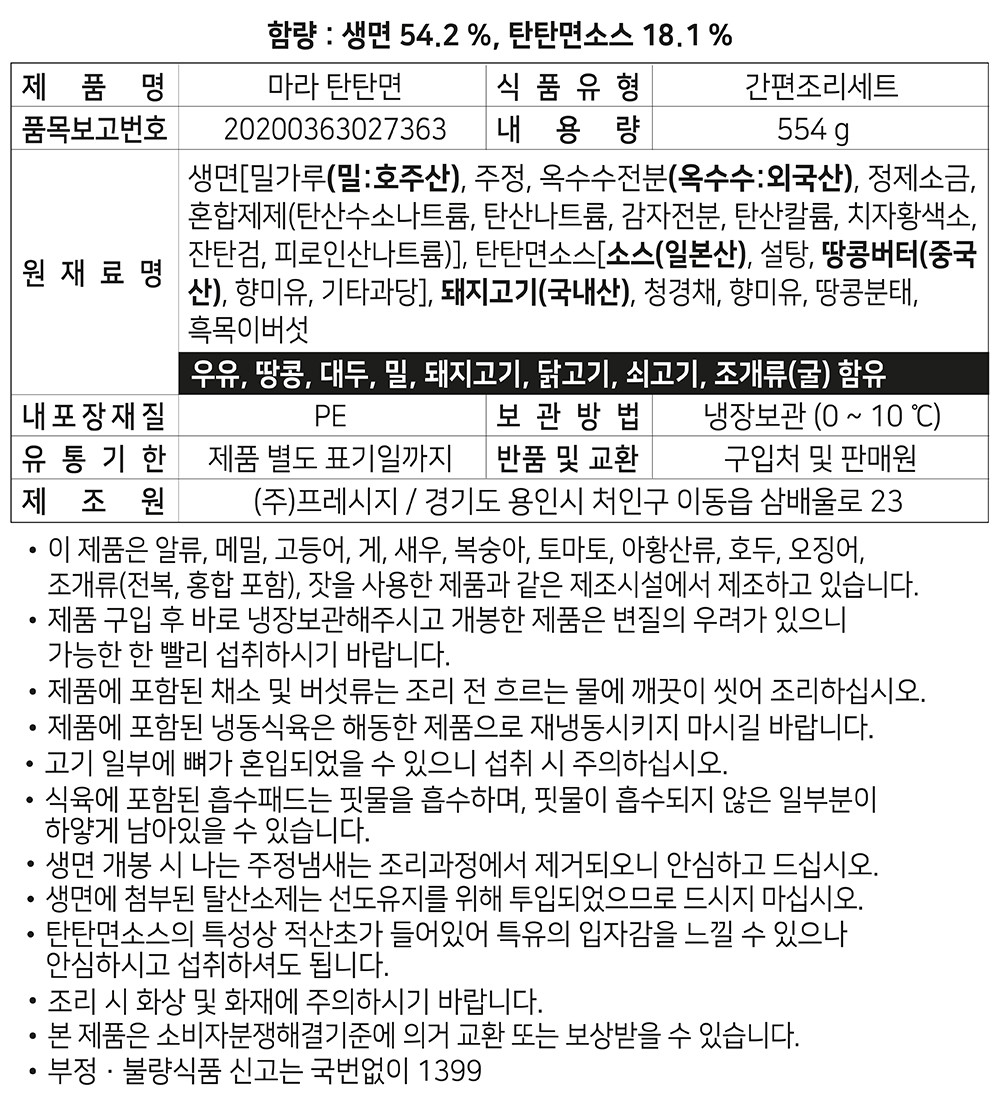 함량 : 생면 54.2 %, 탄탄면소스 18.1 %
제 품 명 마라 탄탄면 식 품 유 형 간편조리세트
품목보고번호 20200363027363 내 용 량 554 g
원 재 료 명
생면[밀가루(밀:호주산), 주정, 옥수수전분(옥수수:외국산), 정제소금,
혼합제제(탄산수소나트륨, 탄산나트륨, 감자전분, 탄산칼륨, 치자황색소,
잔탄검, 피로인산나트륨)], 탄탄면소스[소스(일본산), 설탕, 땅콩버터(중국
산), 향미유, 기타과당], 돼지고기(국내산), 청경채, 향미유, 땅콩분태,
흑목이버섯
우유, 땅콩, 대두, 밀, 돼지고기, 닭고기, 쇠고기, 조개류(굴) 함유
내포장재질 PE 보 관 방 법 냉장보관 (0 ~ 10 ℃)
유 통 기 한 제품 별도 표기일까지 반품 및 교환 구입처 및 판매원
제 조 원 (주)프레시지 / 경기도 용인시 처인구 이동읍 삼배울로 23
• 이 제품은 알류, 메밀, 고등어, 게, 새우, 복숭아, 토마토, 아황산류, 호두, 오징어,
조개류(전복, 홍합 포함), 잣을 사용한 제품과 같은 제조시설에서 제조하고 있습니다.
• 제품 구입 후 바로 냉장보관해주시고 개봉한 제품은 변질의 우려가 있으니
가능한 한 빨리 섭취하시기 바랍니다.
• 제품에 포함된 채소 및 버섯류는 조리 전 흐르는 물에 깨끗이 씻어 조리하십시오.
• 제품에 포함된 냉동식육은 해동한 제품으로 재냉동시키지 마시길 바랍니다.
• 고기 일부에 뼈가 혼입되었을 수 있으니 섭취 시 주의하십시오.
• 식육에 포함된 흡수패드는 핏물을 흡수하며, 핏물이 흡수되지 않은 일부분이
하얗게 남아있을 수 있습니다.
• 생면 개봉 시 나는 주정냄새는 조리과정에서 제거되오니 안심하고 드십시오.
• 생면에 첨부된 탈산소제는 선도유지를 위해 투입되었으므로 드시지 마십시오.
• 탄탄면소스의 특성상 적산초가 들어있어 특유의 입자감을 느낄 수 있으나
안심하시고 섭취하셔도 됩니다.
• 조리 시 화상 및 화재에 주의하시기 바랍니다.
• 본 제품은 소비자분쟁해결기준에 의거 교환 또는 보상받을 수 있습니다.
• 부정 · 불량식품 신고는 국번없이 1399